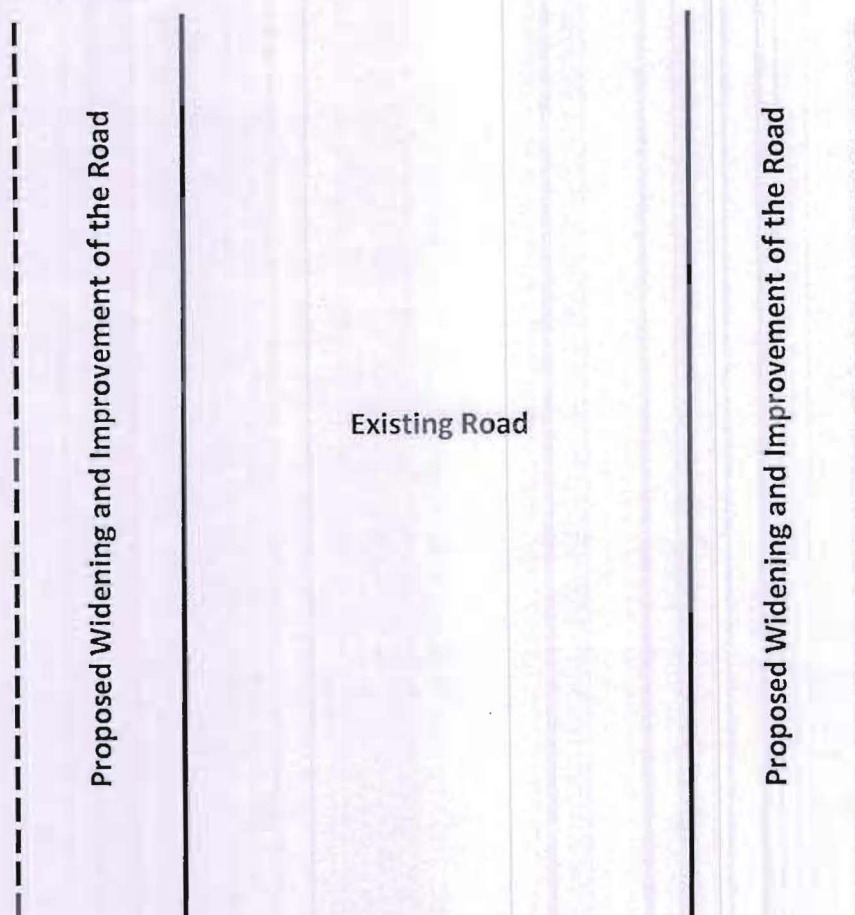 Proposed Widening and Improvement of the Road
Existing Road
Proposed Widening and Improvement of the Road